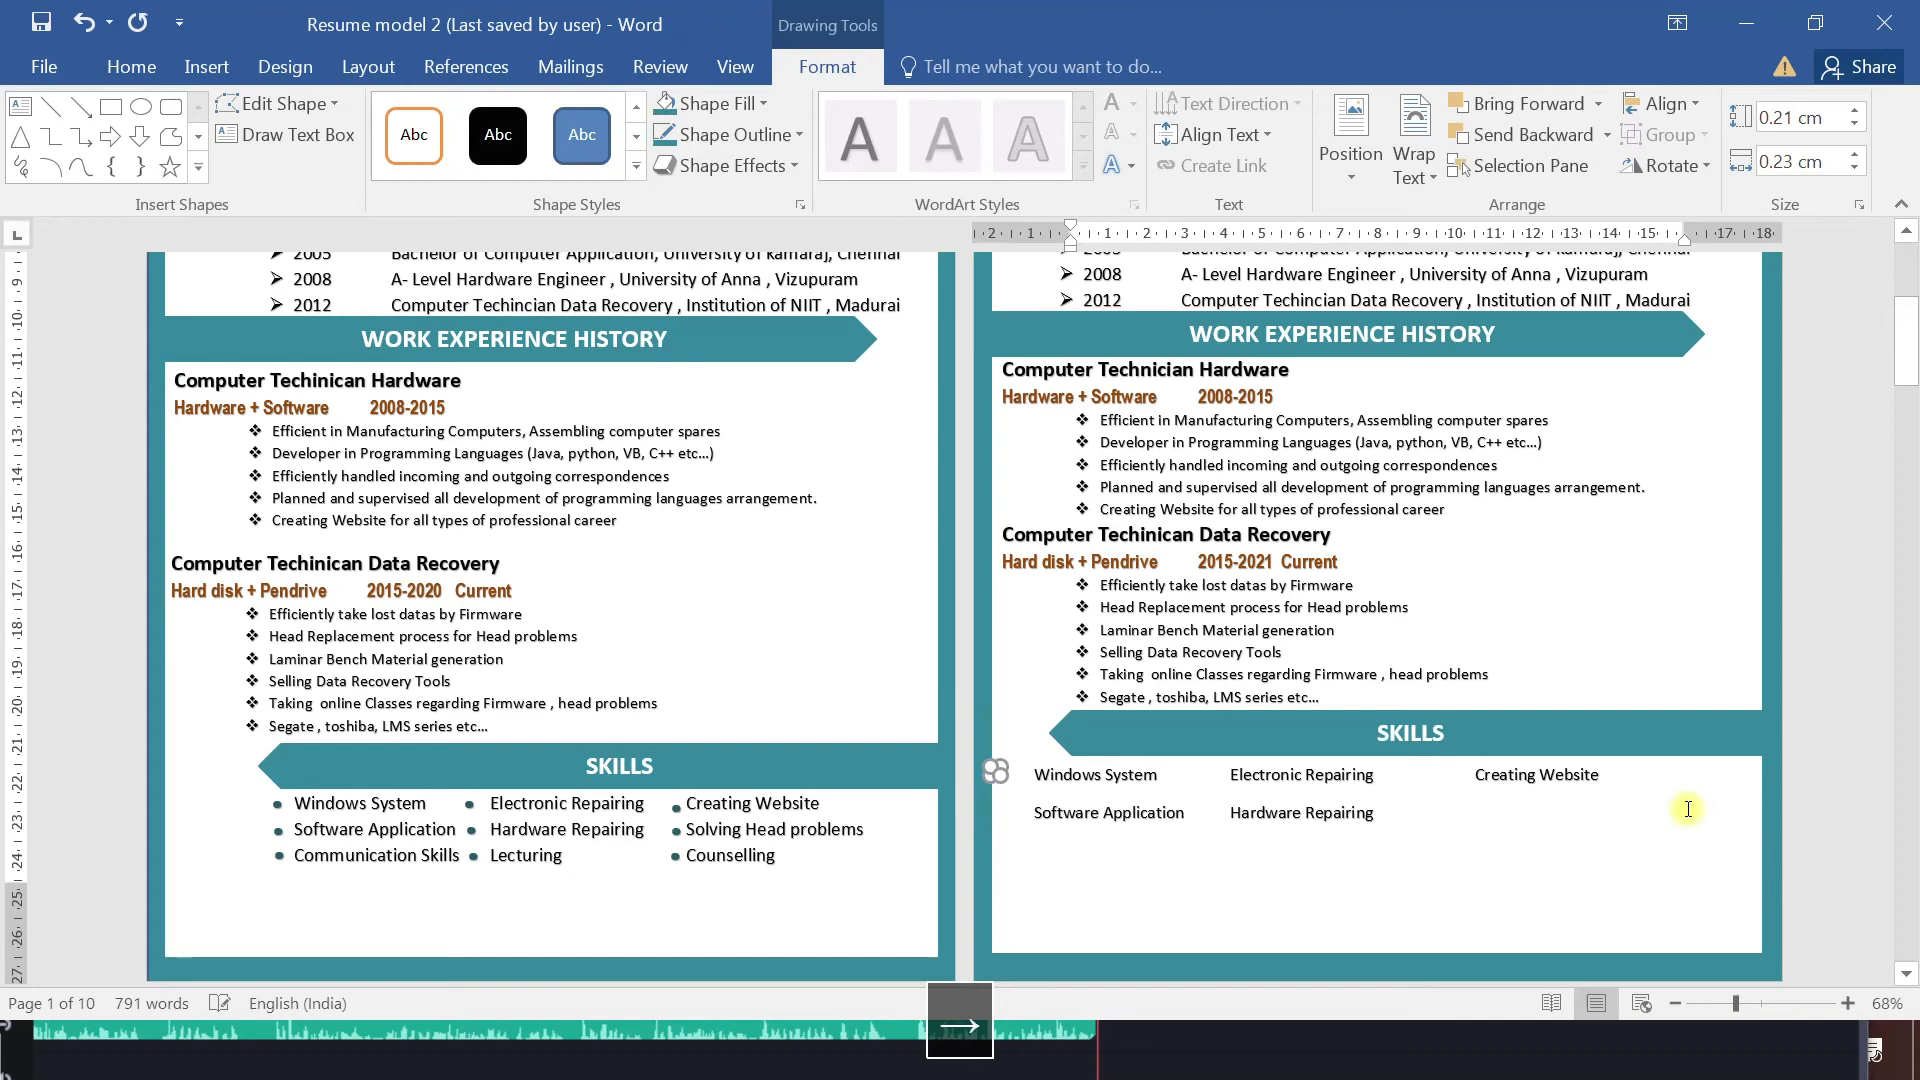 Resume model 2 (Last saved by user) - Word
Drawing Tools
File Home Insert Design Layout References Mailings Review View Format Tell me what you want to do... Share
Edit Shape
Draw Text Box
Insert Shapes
Abc Abc Abc
Shape Fill
Shape Outline
Shape Effects
Shape Styles
A A A
WordArt Styles
Text Direction
Align Text
Create Link
Text
Position
Wrap Text
Bring Forward
Send Backward
Selection Pane
Align
Group
Rotate
Arrange
0.21 cm
0.23 cm
Size
2005 Bachelor of Computer Application, University of kamaraj, Chennai
2008 A- Level Hardware Engineer , University of Anna , Vizupuram
2012 Computer Techincian Data Recovery , Institution of NIIT , Madurai
WORK EXPERIENCE HISTORY
Computer Techinican Hardware
Hardware + Software 2008-2015
Efficient in Manufacturing Computers, Assembling computer spares
Developer in Programming Languages (Java, python, VB, C++ etc...)
Efficiently handled incoming and outgoing correspondences
Planned and supervised all development of programming languages arrangement.
Creating Website for all types of professional career
Computer Techinican Data Recovery
Hard disk + Pendrive 2015-2020 Current
Efficiently take lost datas by Firmware
Head Replacement process for Head problems
Laminar Bench Material generation
Selling Data Recovery Tools
Taking online Classes regarding Firmware , head problems
Segate , toshiba, LMS series etc...
SKILLS
Windows System Electronic Repairing Creating Website
Software Application Hardware Repairing Solving Head problems
Communication Skills Lecturing Counselling
2008 A- Level Hardware Engineer , University of Anna , Vizupuram
2012 Computer Techincian Data Recovery , Institution of NIIT , Madurai
WORK EXPERIENCE HISTORY
Computer Technician Hardware
Hardware + Software 2008-2015
Efficient in Manufacturing Computers, Assembling computer spares
Developer in Programming Languages (Java, python, VB, C++ etc...)
Efficiently handled incoming and outgoing correspondences
Planned and supervised all development of programming languages arrangement.
Creating Website for all types of professional career
Computer Techinican Data Recovery
Hard disk + Pendrive 2015-2021 Current
Efficiently take lost datas by Firmware
Head Replacement process for Head problems
Laminar Bench Material generation
Selling Data Recovery Tools
Taking online Classes regarding Firmware , head problems
Segate , toshiba, LMS series etc...
SKILLS
Windows System Electronic Repairing Creating Website
Software Application Hardware Repairing
Page 1 of 10 791 words English (India) 68%